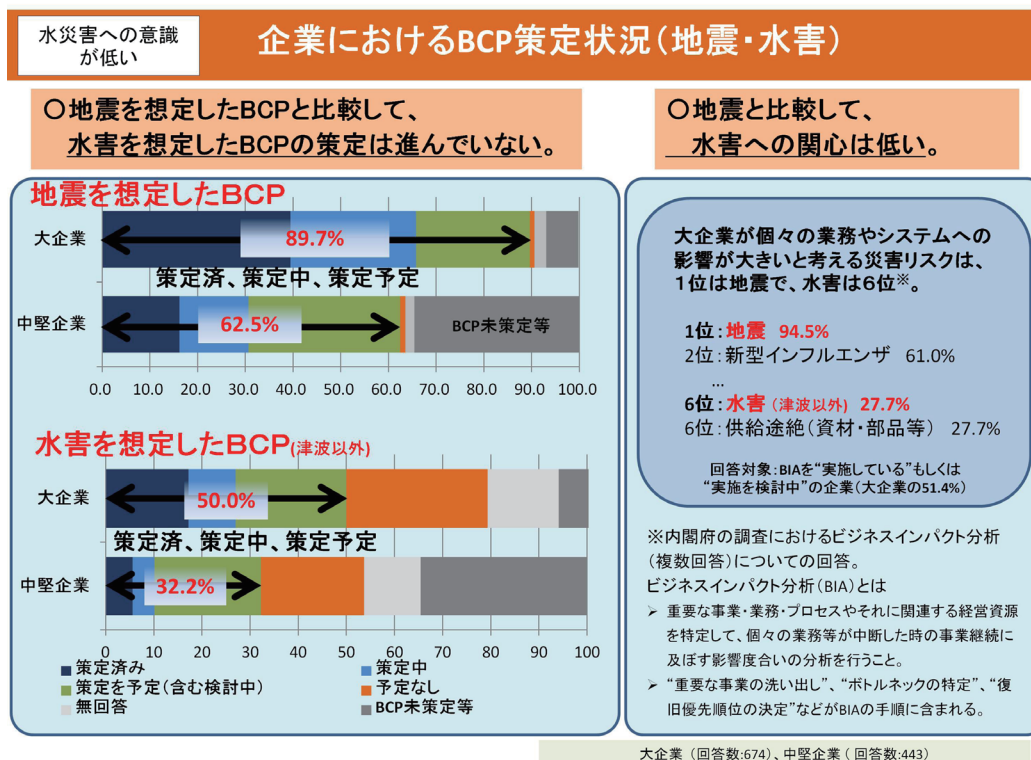 水災害への意識
が低い
企業におけるBCP策定状況(地震・水害)
○地震を想定したBCPと比較して、
水害を想定したBCPの策定は進んでいない。
地震を想定したBCP
大企業
89.7%
策定済、策定中、策定予定
中堅企業
62.5%
BCP未策定等
0.0 10.0 20.0 30.0 40.0 50.0 60.0 70.0 80.0 90.0 100.0
水害を想定したBCP(津波以外)
大企業
50.0%
策定済、策定中、策定予定
中堅企業
32.2%
0 10 20 30 40 50 60 70 80 90 100
策定済み 策定中
策定を予定(含む検討中) 予定なし
無回答 BCP未策定等
○地震と比較して、
水害への関心は低い。
大企業が個々の業務やシステムへの
影響が大きいと考える災害リスクは、
1位は地震で、水害は6位※。
1位:地震 94.5%
2位:新型インフルエンザ 61.0%
…
6位:水害(津波以外) 27.7%
6位:供給途絶(資材・部品等) 27.7%
回答対象:BIAを“実施している”もしくは
“実施を検討中”の企業(大企業の51.4%)
※内閣府の調査におけるビジネスインパクト分析
(複数回答)についての回答。
ビジネスインパクト分析(BIA)とは
➢ 重要な事業・業務・プロセスやそれに関連する経営資源
を特定して、個々の業務等が中断した時の事業継続に
及ぼす影響度合いの分析を行うこと。
➢ “重要な事業の洗い出し”、“ボトルネックの特定”、“復
旧優先順位の決定”などがBIAの手順に含まれる。
大企業 (回答数:674)、中堅企業( 回答数:443)